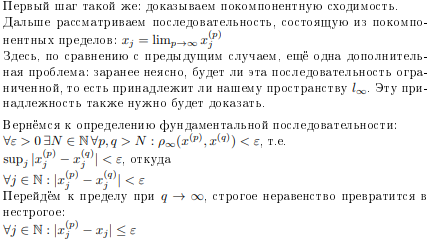 Первый шаг такой же: доказываем покомпонентную сходимость.
Дальше рассматриваем последовательность, состоящую из покомпо-
нентных пределов: $x_j = \lim_{p\to\infty} x_j^{(p)}$
Здесь, по сравнению с предыдущим случаем, ещё одна дополнитель-
ная проблема: заранее неясно, будет ли эта последовательность огра-
ниченной, то есть принадлежит ли нашему пространству $l_\infty$. Эту при-
надлежность также нужно будет доказать.
Вернёмся к определению фундаментальной последовательности:
$\forall \varepsilon > 0\, \exists N \in \mathbb{N}\, \forall p, q > N : \rho_\infty(x^{(p)}, x^{(q)}) < \varepsilon$, т.е.
$\sup_j |x_j^{(p)} - x_j^{(q)}| < \varepsilon$, откуда
$\forall j \in \mathbb{N} : |x_j^{(p)} - x_j^{(q)}| < \varepsilon$
Перейдём к пределу при $q \to \infty$, строгое неравенство превратится в
нестрогое:
$\forall j \in \mathbb{N} : |x_j^{(p)} - x_j| \leq \varepsilon$